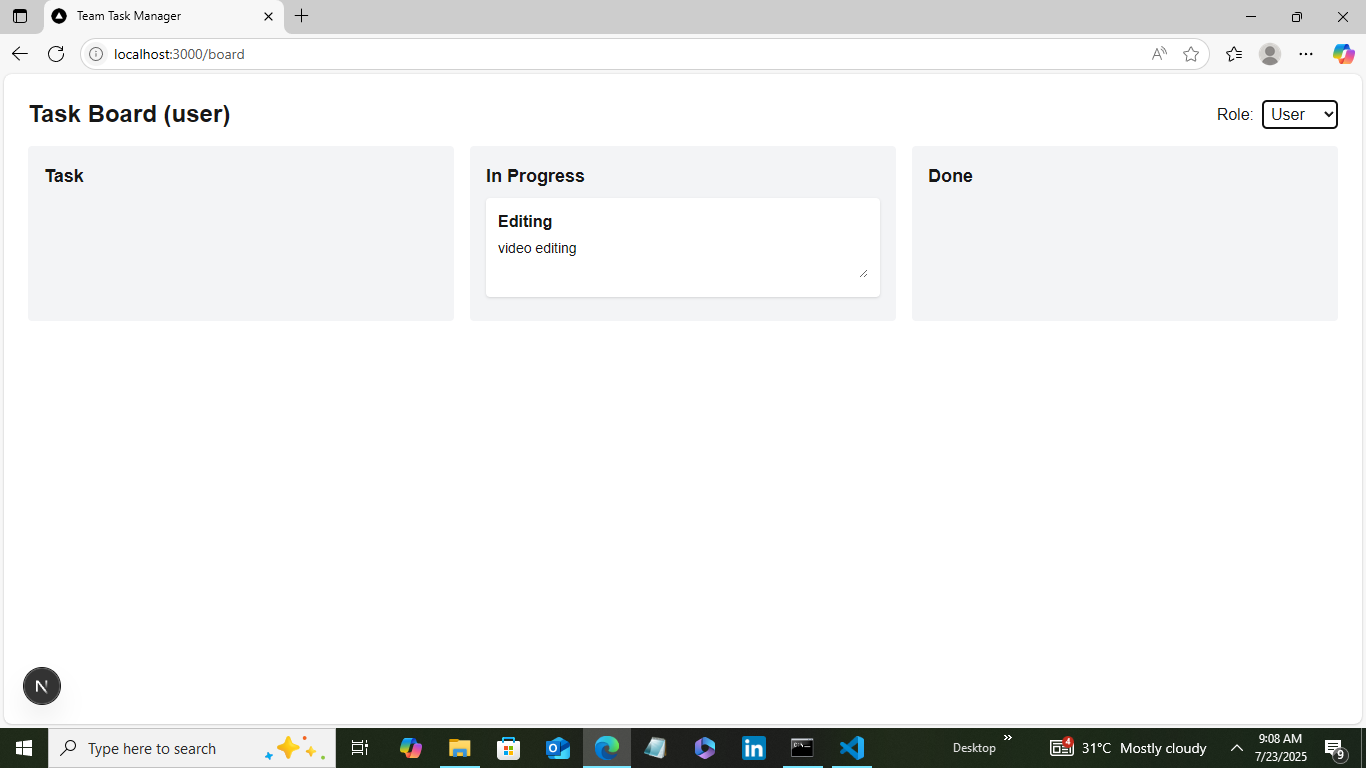 Team Task Manager
localhost:3000/board
Task Board (user)
Role: User
Task
In Progress
Done
Editing
video editing
N
Type here to search
Desktop
4
31°C Mostly cloudy
9:08 AM
7/23/2025
9